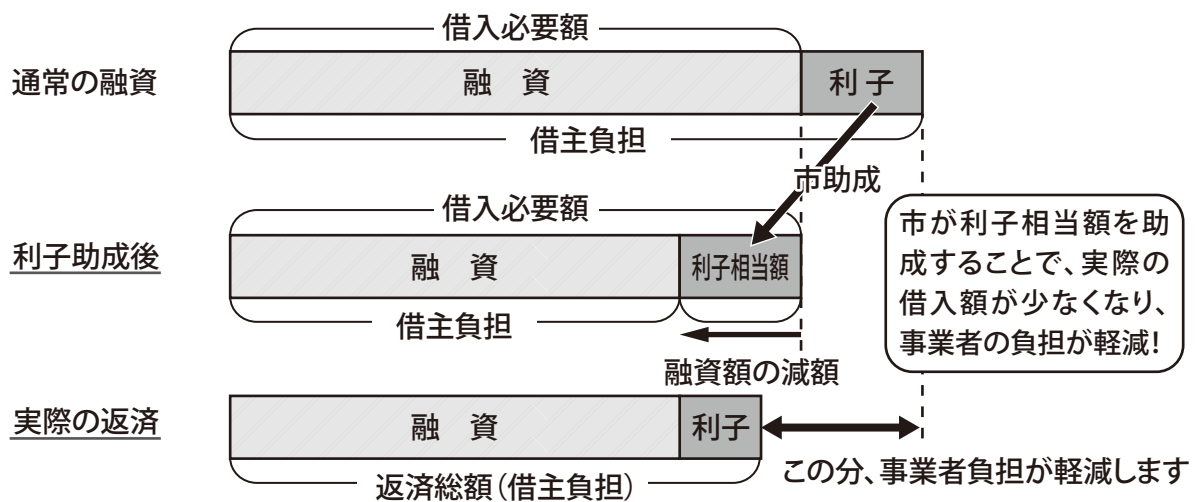 借入必要額
通常の融資
融　資
利 子
借主負担
市助成
借入必要額
利子助成後
融　資
利子相当額
借主負担
市が利子相当額を助
成することで、実際の
借入額が少なくなり、
事業者の負担が軽減！
融資額の減額
実際の返済
融　資
利子
返済総額（借主負担）
この分、事業者負担が軽減します